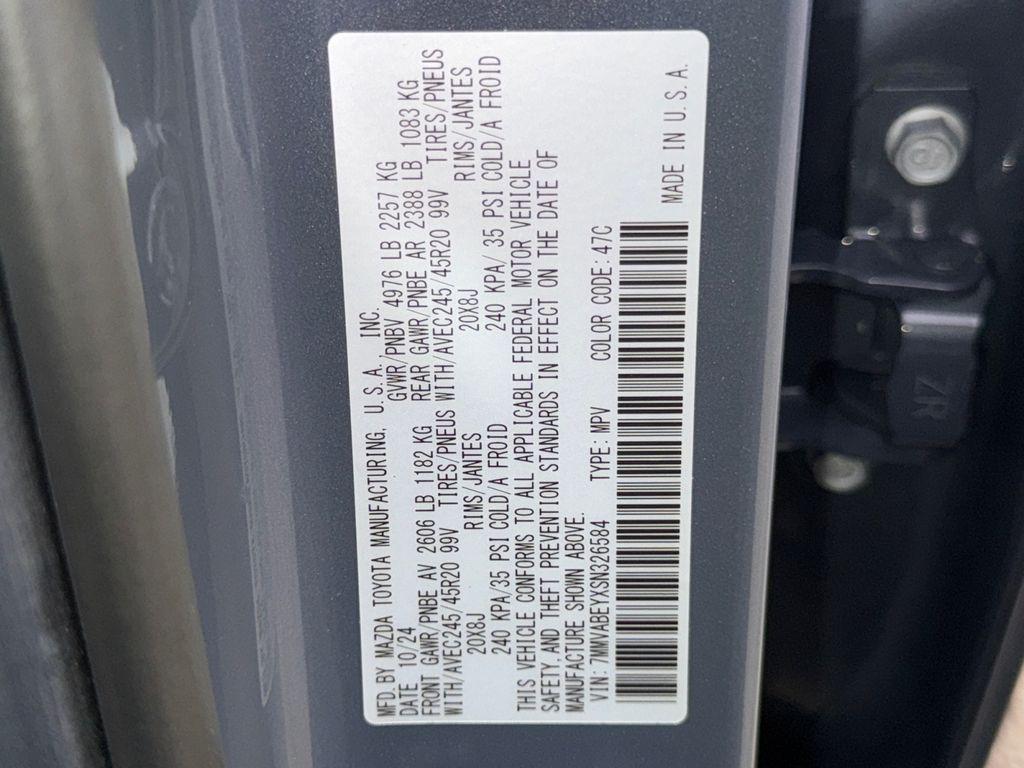 MFD. BY MAZDA TOYOTA MANUFACTURING, U. S. A., INC.
DATE 10/24 GVWR/PNBV 4976 LB 2257 KG
FRONT GAWR/PNBE AV 2606 LB 1182 KG REAR GAWR/PNBE AR 2388 LB 1083 KG
WITH/AVEC245/45R20 99V TIRES/PNEUS WITH/AVEC245/45R20 99V TIRES/PNEUS
20X8J RIMS/JANTES 20X8J RIMS/JANTES
240 KPA/35 PSI COLD/A FROID 240 KPA/ 35 PSI COLD/A FROID
THIS VEHICLE CONFORMS TO ALL APPLICABLE FEDERAL MOTOR VEHICLE
SAFETY, AND THEFT PREVENTION STANDARDS IN EFFECT ON THE DATE OF
MANUFACTURE SHOWN ABOVE.
VIN: 7MMVABEYXSN326584 TYPE: MPV COLOR CODE: 47C
MADE IN U. S. A.
ZR